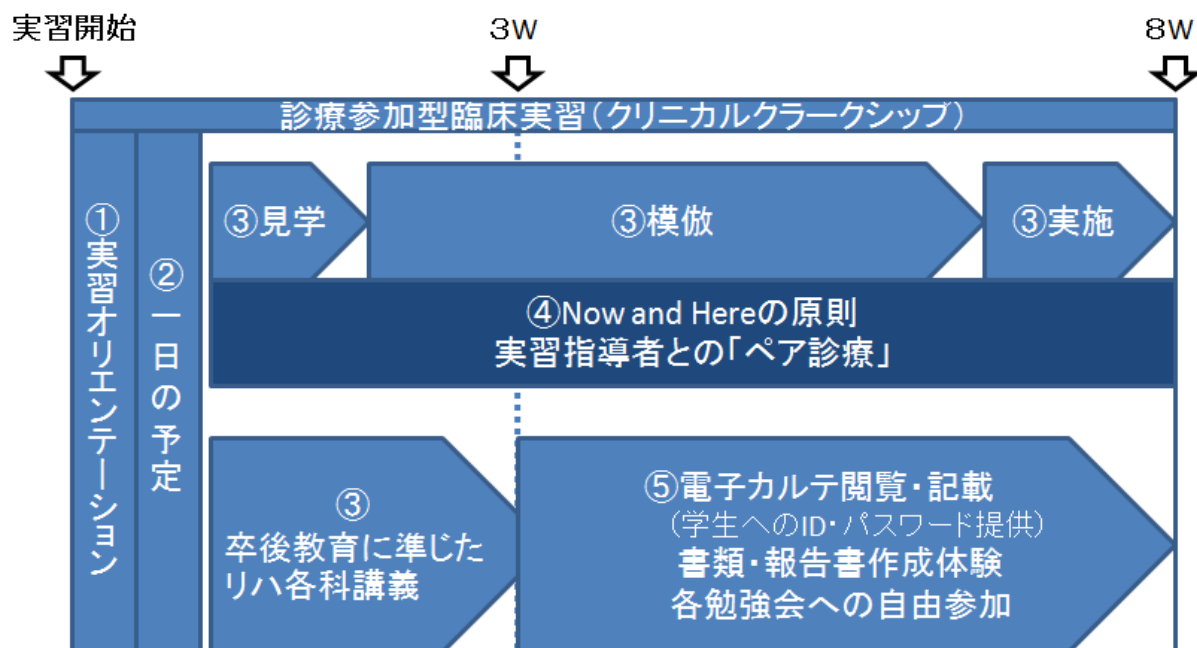 実習開始
3W
8W
診療参加型臨床実習(クリニカルクラークシップ)
①実習オリエンテーション
②一日の予定
③見学
③模倣
③実施
④Now and Hereの原則
実習指導者との「ペア診療」
③
卒後教育に準じた
リハ各科講義
⑤電子カルテ閲覧・記載
(学生へのID・パスワード提供)
書類・報告書作成体験
各勉強会への自由参加